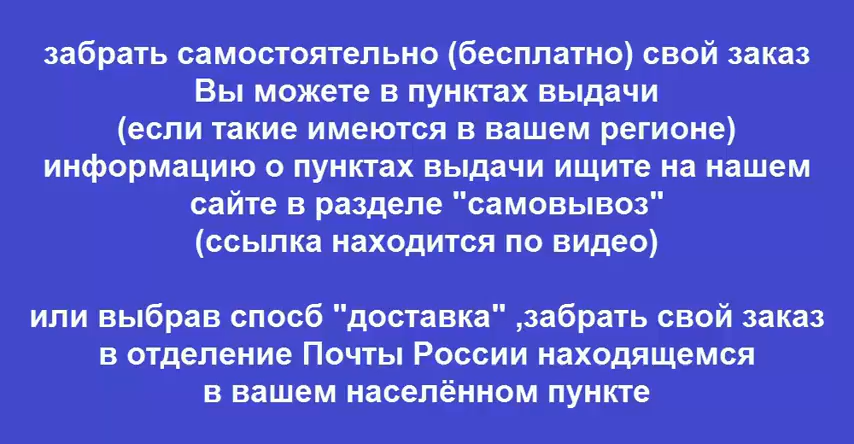 забрать самостоятельно (бесплатно) свой заказ
Вы можете в пунктах выдачи
(если такие имеются в вашем регионе)
информацию о пунктах выдачи ищите на нашем
сайте в разделе "самовывоз"
(ссылка находится по видео)
или выбрав спосб "доставка" ,забрать свой заказ
в отделение Почты России находящемся
в вашем населённом пункте